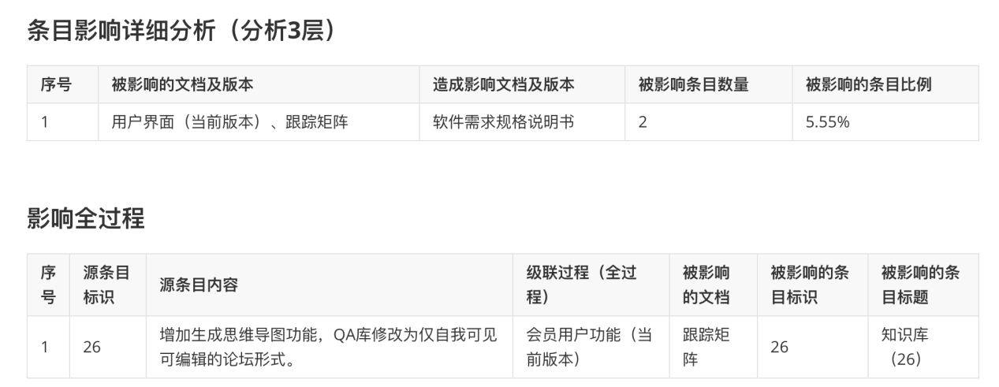 条目影响详细分析（分析3层）
序号 被影响的文档及版本 造成影响文档及版本 被影响条目数量 被影响的条目比例
1 用户界面（当前版本）、跟踪矩阵 软件需求规格说明书 2 5.55%
影响全过程
序号 源条目标识 源条目内容 级联过程（全过程） 被影响的文档 被影响的条目标识 被影响的条目标题
1 26 增加生成思维导图功能，QA库修改为仅自我可见可编辑的论坛形式。 会员用户功能（当前版本） 跟踪矩阵 26 知识库（26）